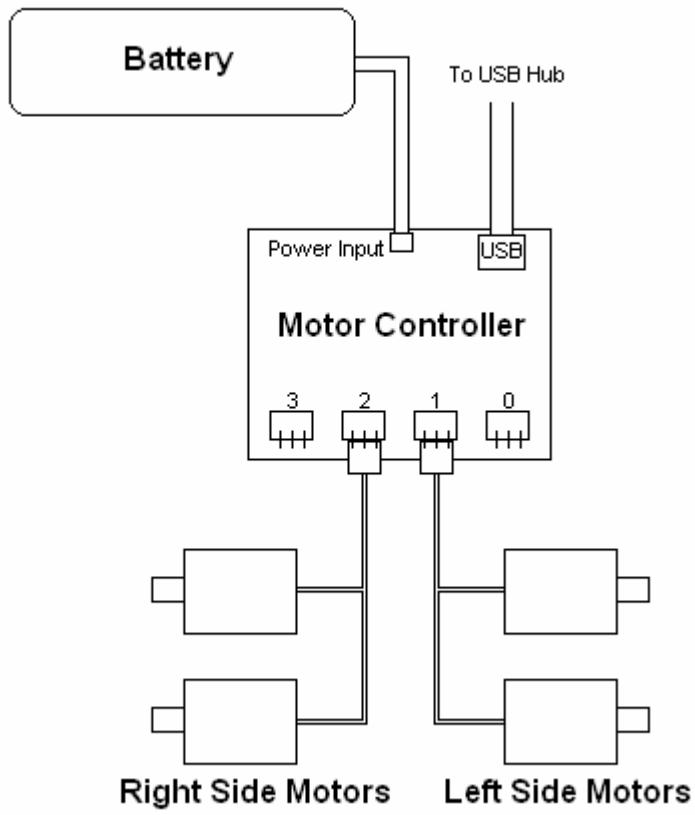 Battery
To USB Hub
Power Input
USB
Motor Controller
3 2 1 0
Right Side Motors Left Side Motors